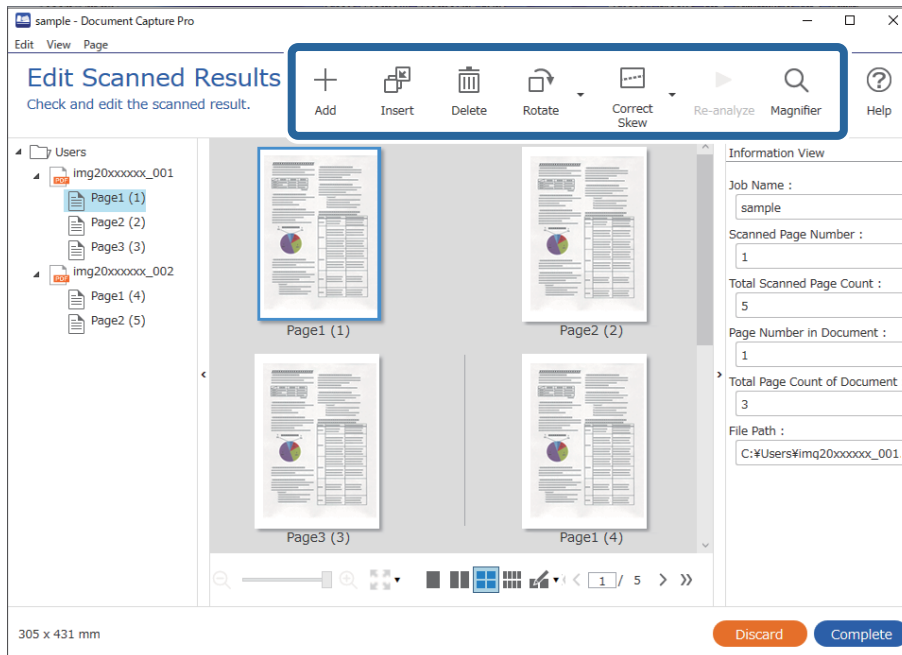 sample - Document Capture Pro
Edit View Page
Edit Scanned Results
Check and edit the scanned result.
Add
Insert
Delete
Rotate
Correct
Skew
Re-analyze
Magnifier
Help
Users
PDF
img20xxxxxx_001
Page1 (1)
Page2 (2)
Page3 (3)
PDF
img20xxxxxx_002
Page1 (4)
Page2 (5)
Page1 (1)
Page2 (2)
Page3 (3)
Page1 (4)
1 / 5
Information View
Job Name :
sample
Scanned Page Number :
1
Total Scanned Page Count :
5
Page Number in Document :
1
Total Page Count of Document
3
File Path :
C:¥Users¥imq20xxxxxx_001.
305 x 431 mm
Discard
Complete